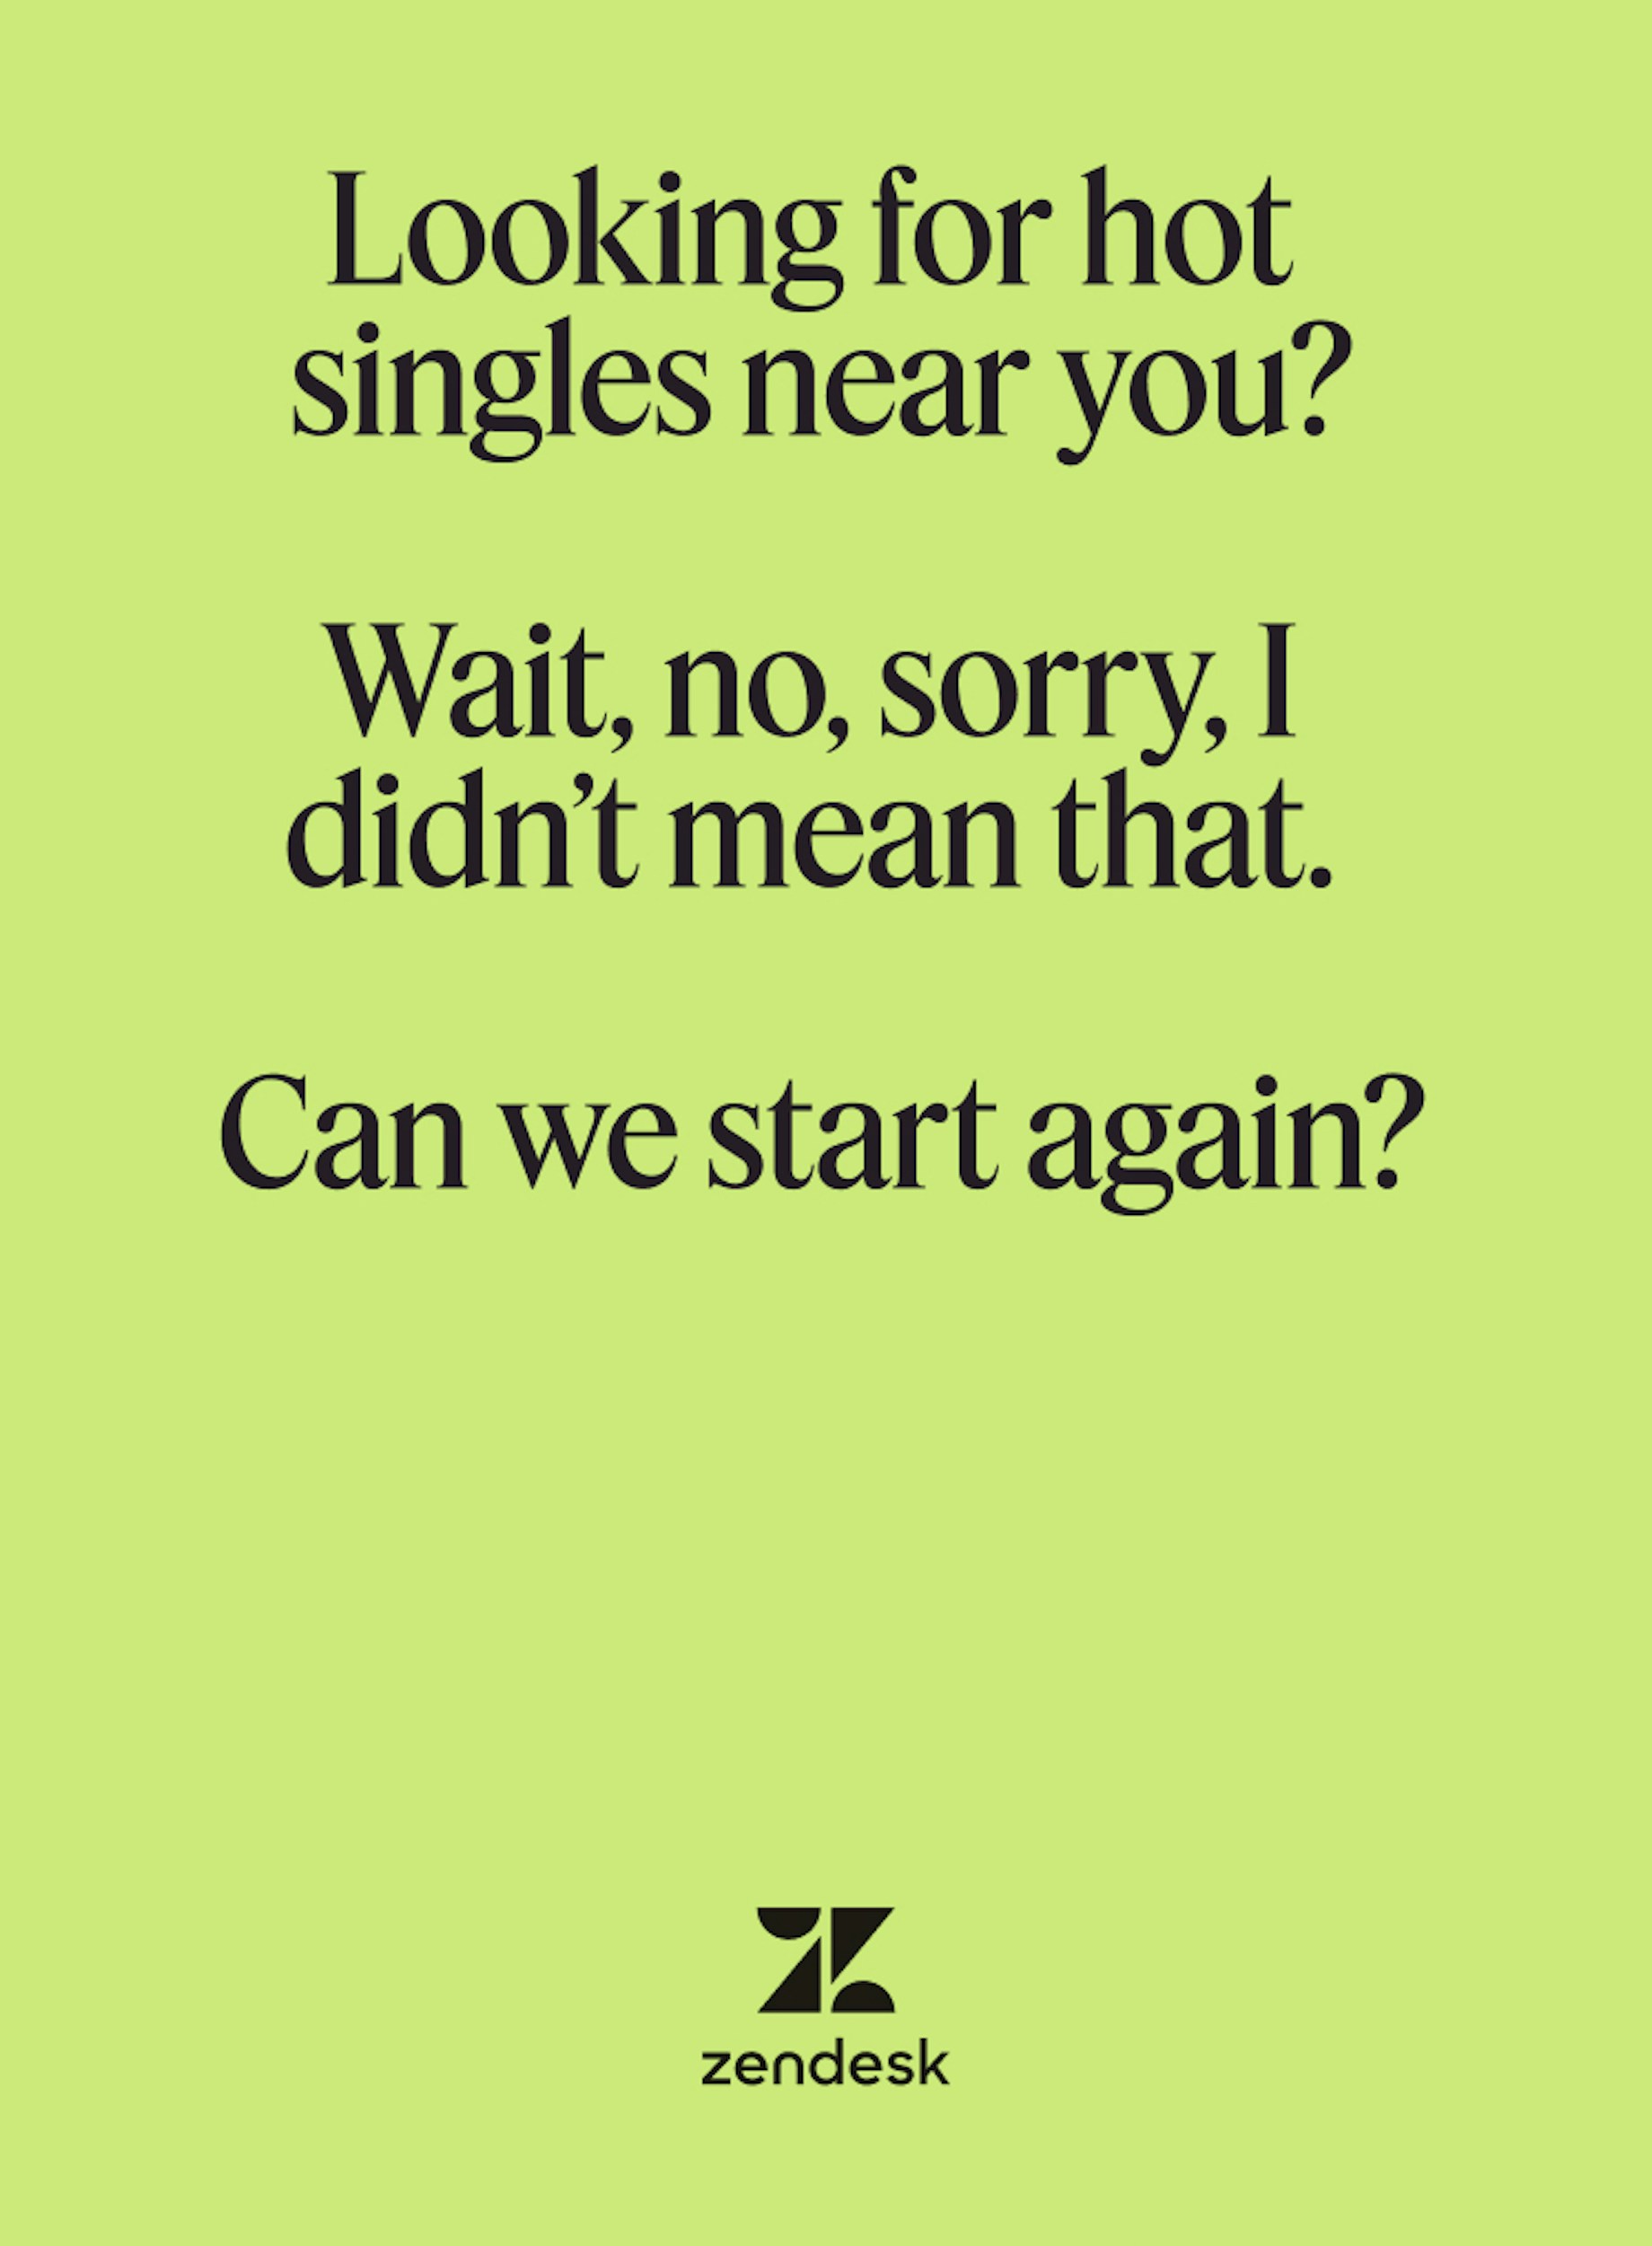 Looking for hot
singles near you?
Wait, no, sorry, I
didn’t mean that.
Can we start again?
zendesk